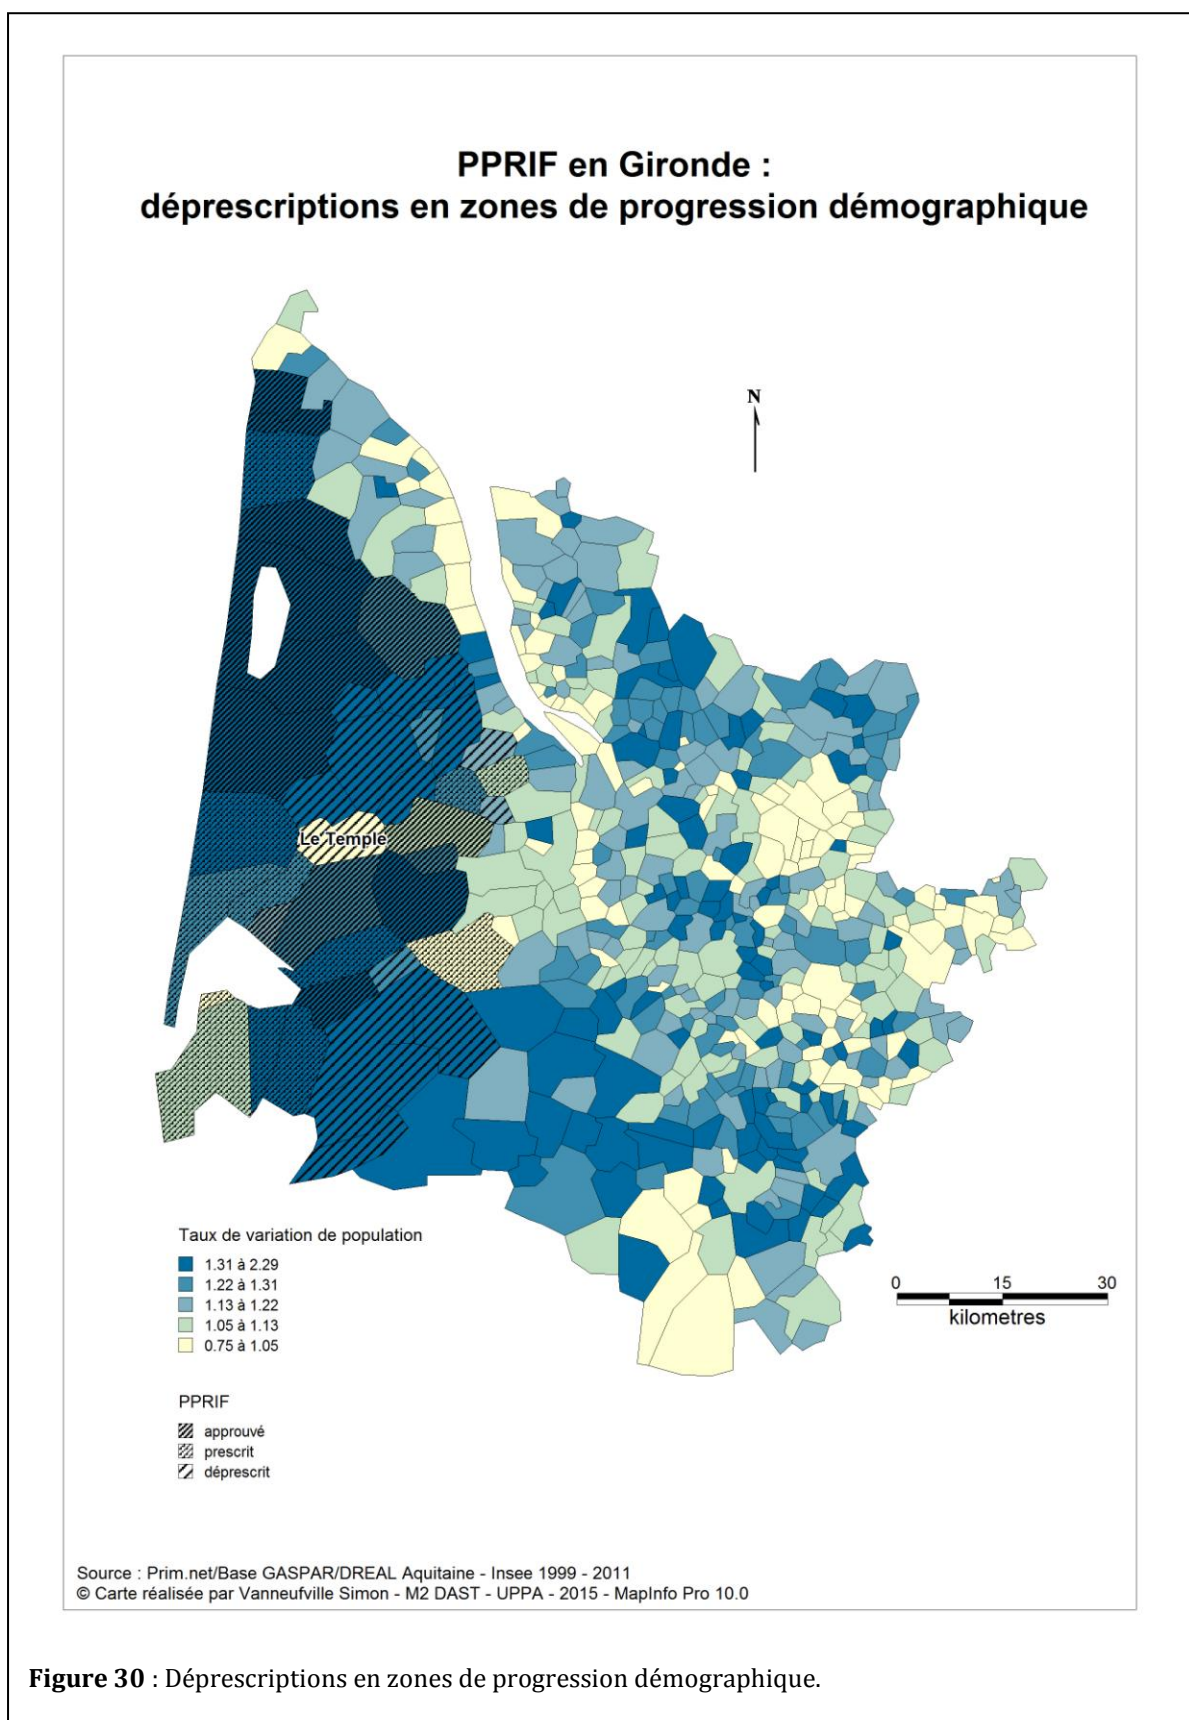 PPRIF en Gironde :
déprescriptions en zones de progression démographique
N
Le Temple
Taux de variation de population
1.31 à 2.29
1.22 à 1.31
1.13 à 1.22
1.05 à 1.13
0.75 à 1.05
0 15 30
kilometres
PPRIF
approuvé
prescrit
déprescrit
Source : Prim.net/Base GASPAR/DREAL Aquitaine - Insee 1999 - 2011
© Carte réalisée par Vanneufville Simon - M2 DAST - UPPA - 2015 - MapInfo Pro 10.0
Figure 30 : Déprescriptions en zones de progression démographique.